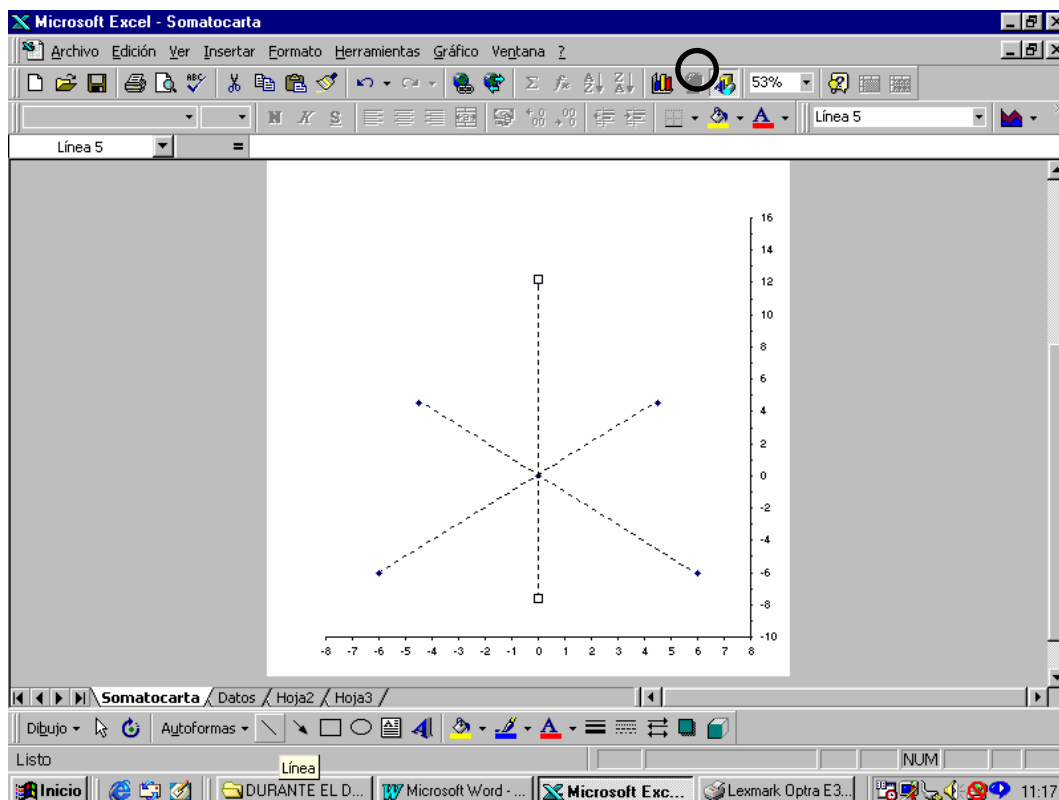 Microsoft Excel - Somatocarta
Archivo Edición Ver Insertar Formato Herramientas Gráfico Ventana ?
ABC Σ fx A Z Z A 53%
N K S Línea 5
Línea 5 =
16
14
12
10
8
6
4
2
0
-2
-4
-6
-8
-10
-8 -7 -6 -5 -4 -3 -2 -1 0 1 2 3 4 5 6 7 8
Somatocarta Datos Hoja2 Hoja3
Dibujo Autoformas A A
Listo NUM
Línea
Inicio DURANTE EL D... Microsoft Word - ... Microsoft Exc... Lexmark Optra E3... 11:17